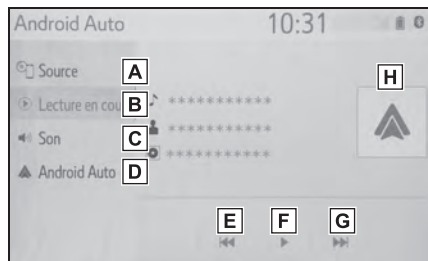 Android Auto 10:31
Source A
Lecture en cou B ***********
Son C ***********
Android Auto D ***********
H
E F G